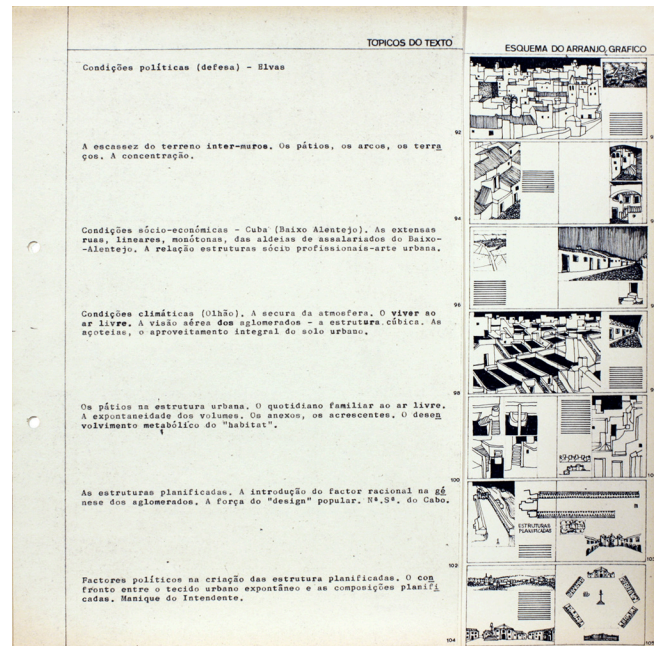 TÓPICOS DO TEXTO
ESQUEMA DO ARRANJO GRÁFICO
Condições políticas (defesa) - Elvas
92
A escassez do terreno inter-muros. Os pátios, os arcos, os terra
ços. A concentração.
94
Condições sócio-económicas - Cuba (Baixo Alentejo). As extensas
ruas, lineares, monótonas, das aldeias de assalariados do Baixo-
-Alentejo. A relação estruturas sócio profissionais-arte urbana.
96
Condições climáticas (Olhão). A secura da atmosfera. O viver ao
ar livre. A visão aérea dos aglomerados - a estrutura cúbica. As
açoteias, o aproveitamento integral do solo urbano.
98
Os pátios na estrutura urbana. O quotidiano familiar ao ar livre.
A expontaneidade dos volumes. Os anexos, os acrescentes. O desen
volvimento metabólico do "habitat".
100
As estruturas planificadas. A introdução do factor racional na gé
nese dos aglomerados. A força do "design" popular. Nª.Sª. do Cabo.
ESTRUTURAS
PLANIFICADAS
102
Factores políticos na criação das estrutura planificadas. O con
fronto entre o tecido urbano expontâneo e as composições planifi
cadas. Manique do Intendente.
104